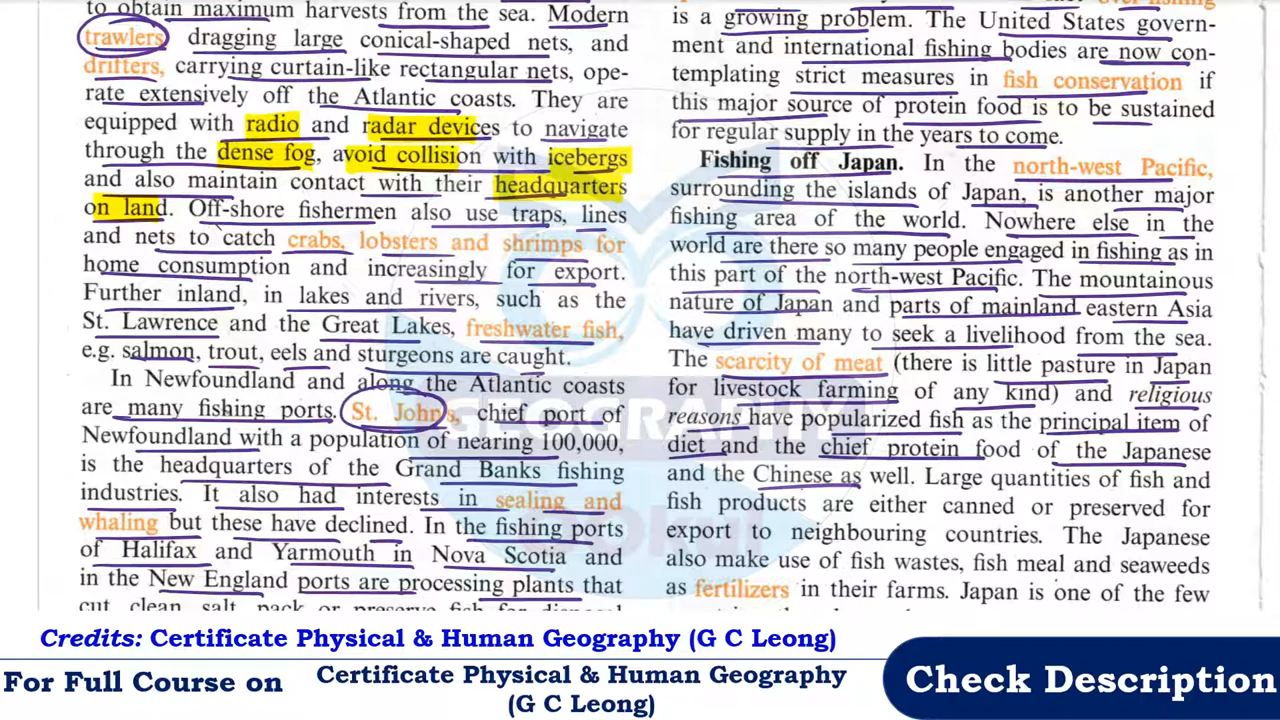 to obtain maximum harvests from the sea. Modern
trawlers dragging large conical-shaped nets, and
drifters, carrying curtain-like rectangular nets, ope-
rate extensively off the Atlantic coasts. They are
equipped with radio and radar devices to navigate
through the dense fog, avoid collision with icebergs
and also maintain contact with their headquarters
on land. Off-shore fishermen also use traps, lines
and nets to catch crabs, lobsters and shrimps for
home consumption and increasingly for export.
Further inland, in lakes and rivers, such as the
St. Lawrence and the Great Lakes, freshwater fish,
e.g. salmon, trout, eels and sturgeons are caught.
In Newfoundland and along the Atlantic coasts
are many fishing ports. St. Johns, chief port of
Newfoundland with a population of nearing 100,000,
is the headquarters of the Grand Banks fishing
industries. It also had interests in sealing and
whaling but these have declined. In the fishing ports
of Halifax and Yarmouth in Nova Scotia and
in the New England ports are processing plants that
cut, clean, salt, pack or preserve fish for disposal
over-fishing
is a growing problem. The United States govern-
ment and international fishing bodies are now con-
templating strict measures in fish conservation if
this major source of protein food is to be sustained
for regular supply in the years to come.
Fishing off Japan. In the north-west Pacific,
surrounding the islands of Japan, is another major
fishing area of the world. Nowhere else in the
world are there so many people engaged in fishing as in
this part of the north-west Pacific. The mountainous
nature of Japan and parts of mainland eastern Asia
have driven many to seek a livelihood from the sea.
The scarcity of meat (there is little pasture in Japan
for livestock farming of any kind) and religious
reasons have popularized fish as the principal item of
diet and the chief protein food of the Japanese
and the Chinese as well. Large quantities of fish and
fish products are either canned or preserved for
export to neighbouring countries. The Japanese
also make use of fish wastes, fish meal and seaweeds
as fertilizers in their farms. Japan is one of the few
GEOGRAPHY
Credits: Certificate Physical & Human Geography (G C Leong)
For Full Course on
Certificate Physical & Human Geography
(G C Leong)
Check Description